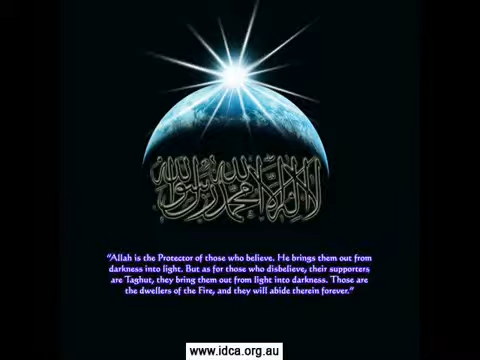 لا إله إلا الله محمد رسول الله
“Allah is the Protector of those who believe. He brings them out from
darkness into light. But as for those who disbelieve, their supporters
are Taghut, they bring them out from light into darkness. Those are
the dwellers of the Fire, and they will abide therein forever.”
www.idca.org.au